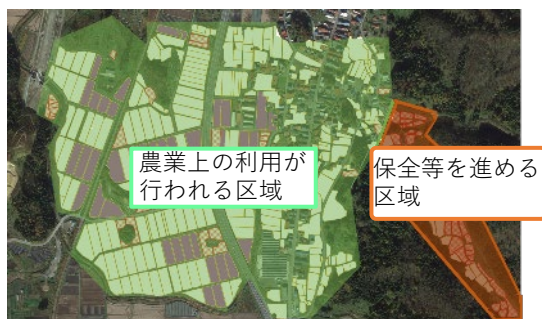 農業上の利用が
行われる区域
保全等を進める
区域